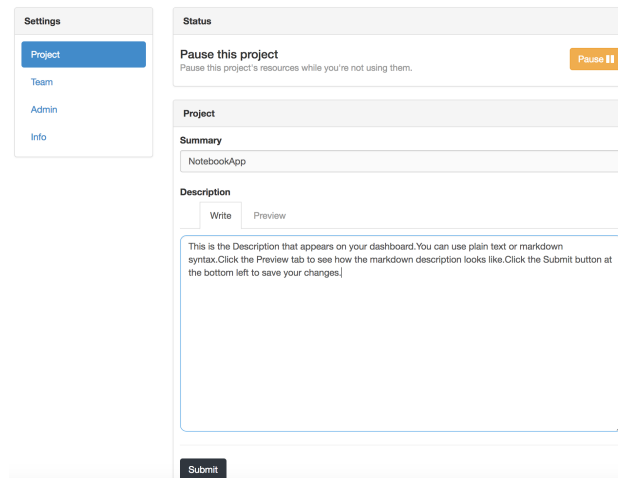 Settings
Project
Team
Admin
Info
Status
Pause this project
Pause this project's resources while you're not using them.
Pause
Project
Summary
NotebookApp
Description
Write
Preview
This is the Description that appears on your dashboard.You can use plain text or markdown
syntax.Click the Preview tab to see how the markdown description looks like.Click the Submit button at
the bottom left to save your changes.
Submit